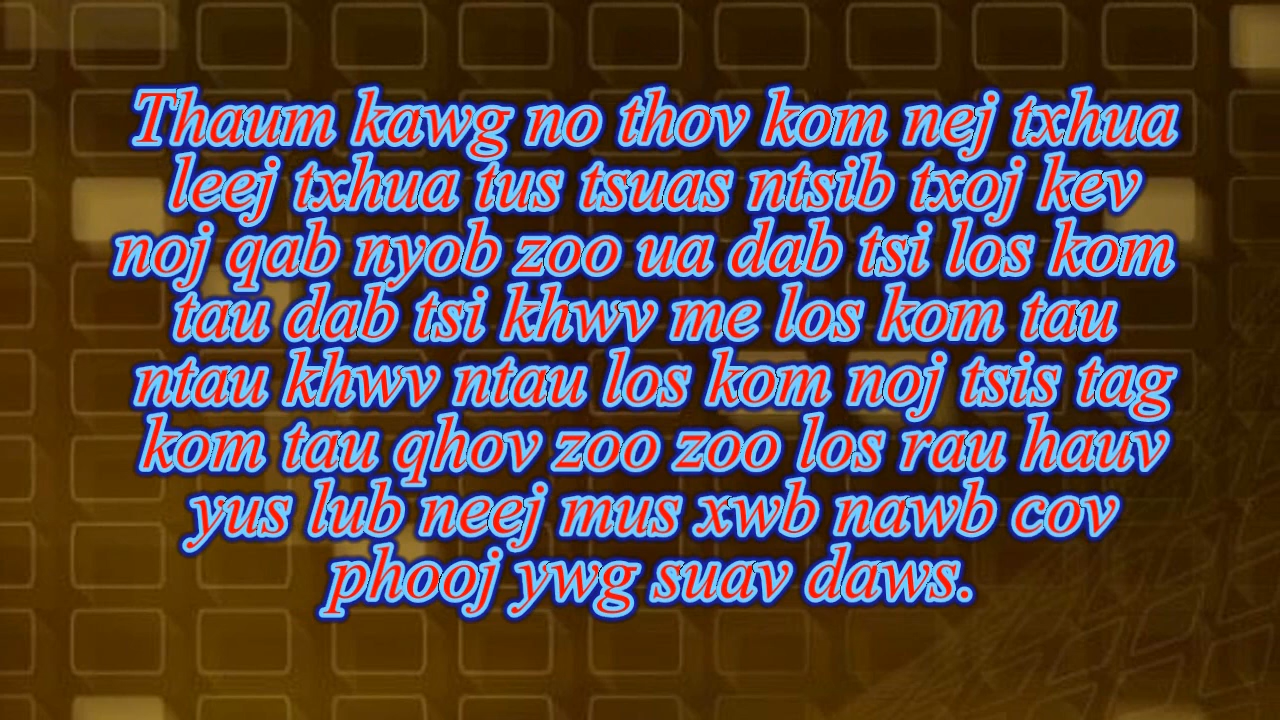 Thaum kawg no thov kom nej txhua
leej txhua tus tsuas ntsib txoj kev
noj qab nyob zoo ua dab tsi los kom
tau dab tsi khwv me los kom tau
ntau khwv ntau los kom noj tsis tag
kom tau qhov zoo zoo los rau hauv
yus lub neej mus xwb nawb cov
phooj ywg suav daws.